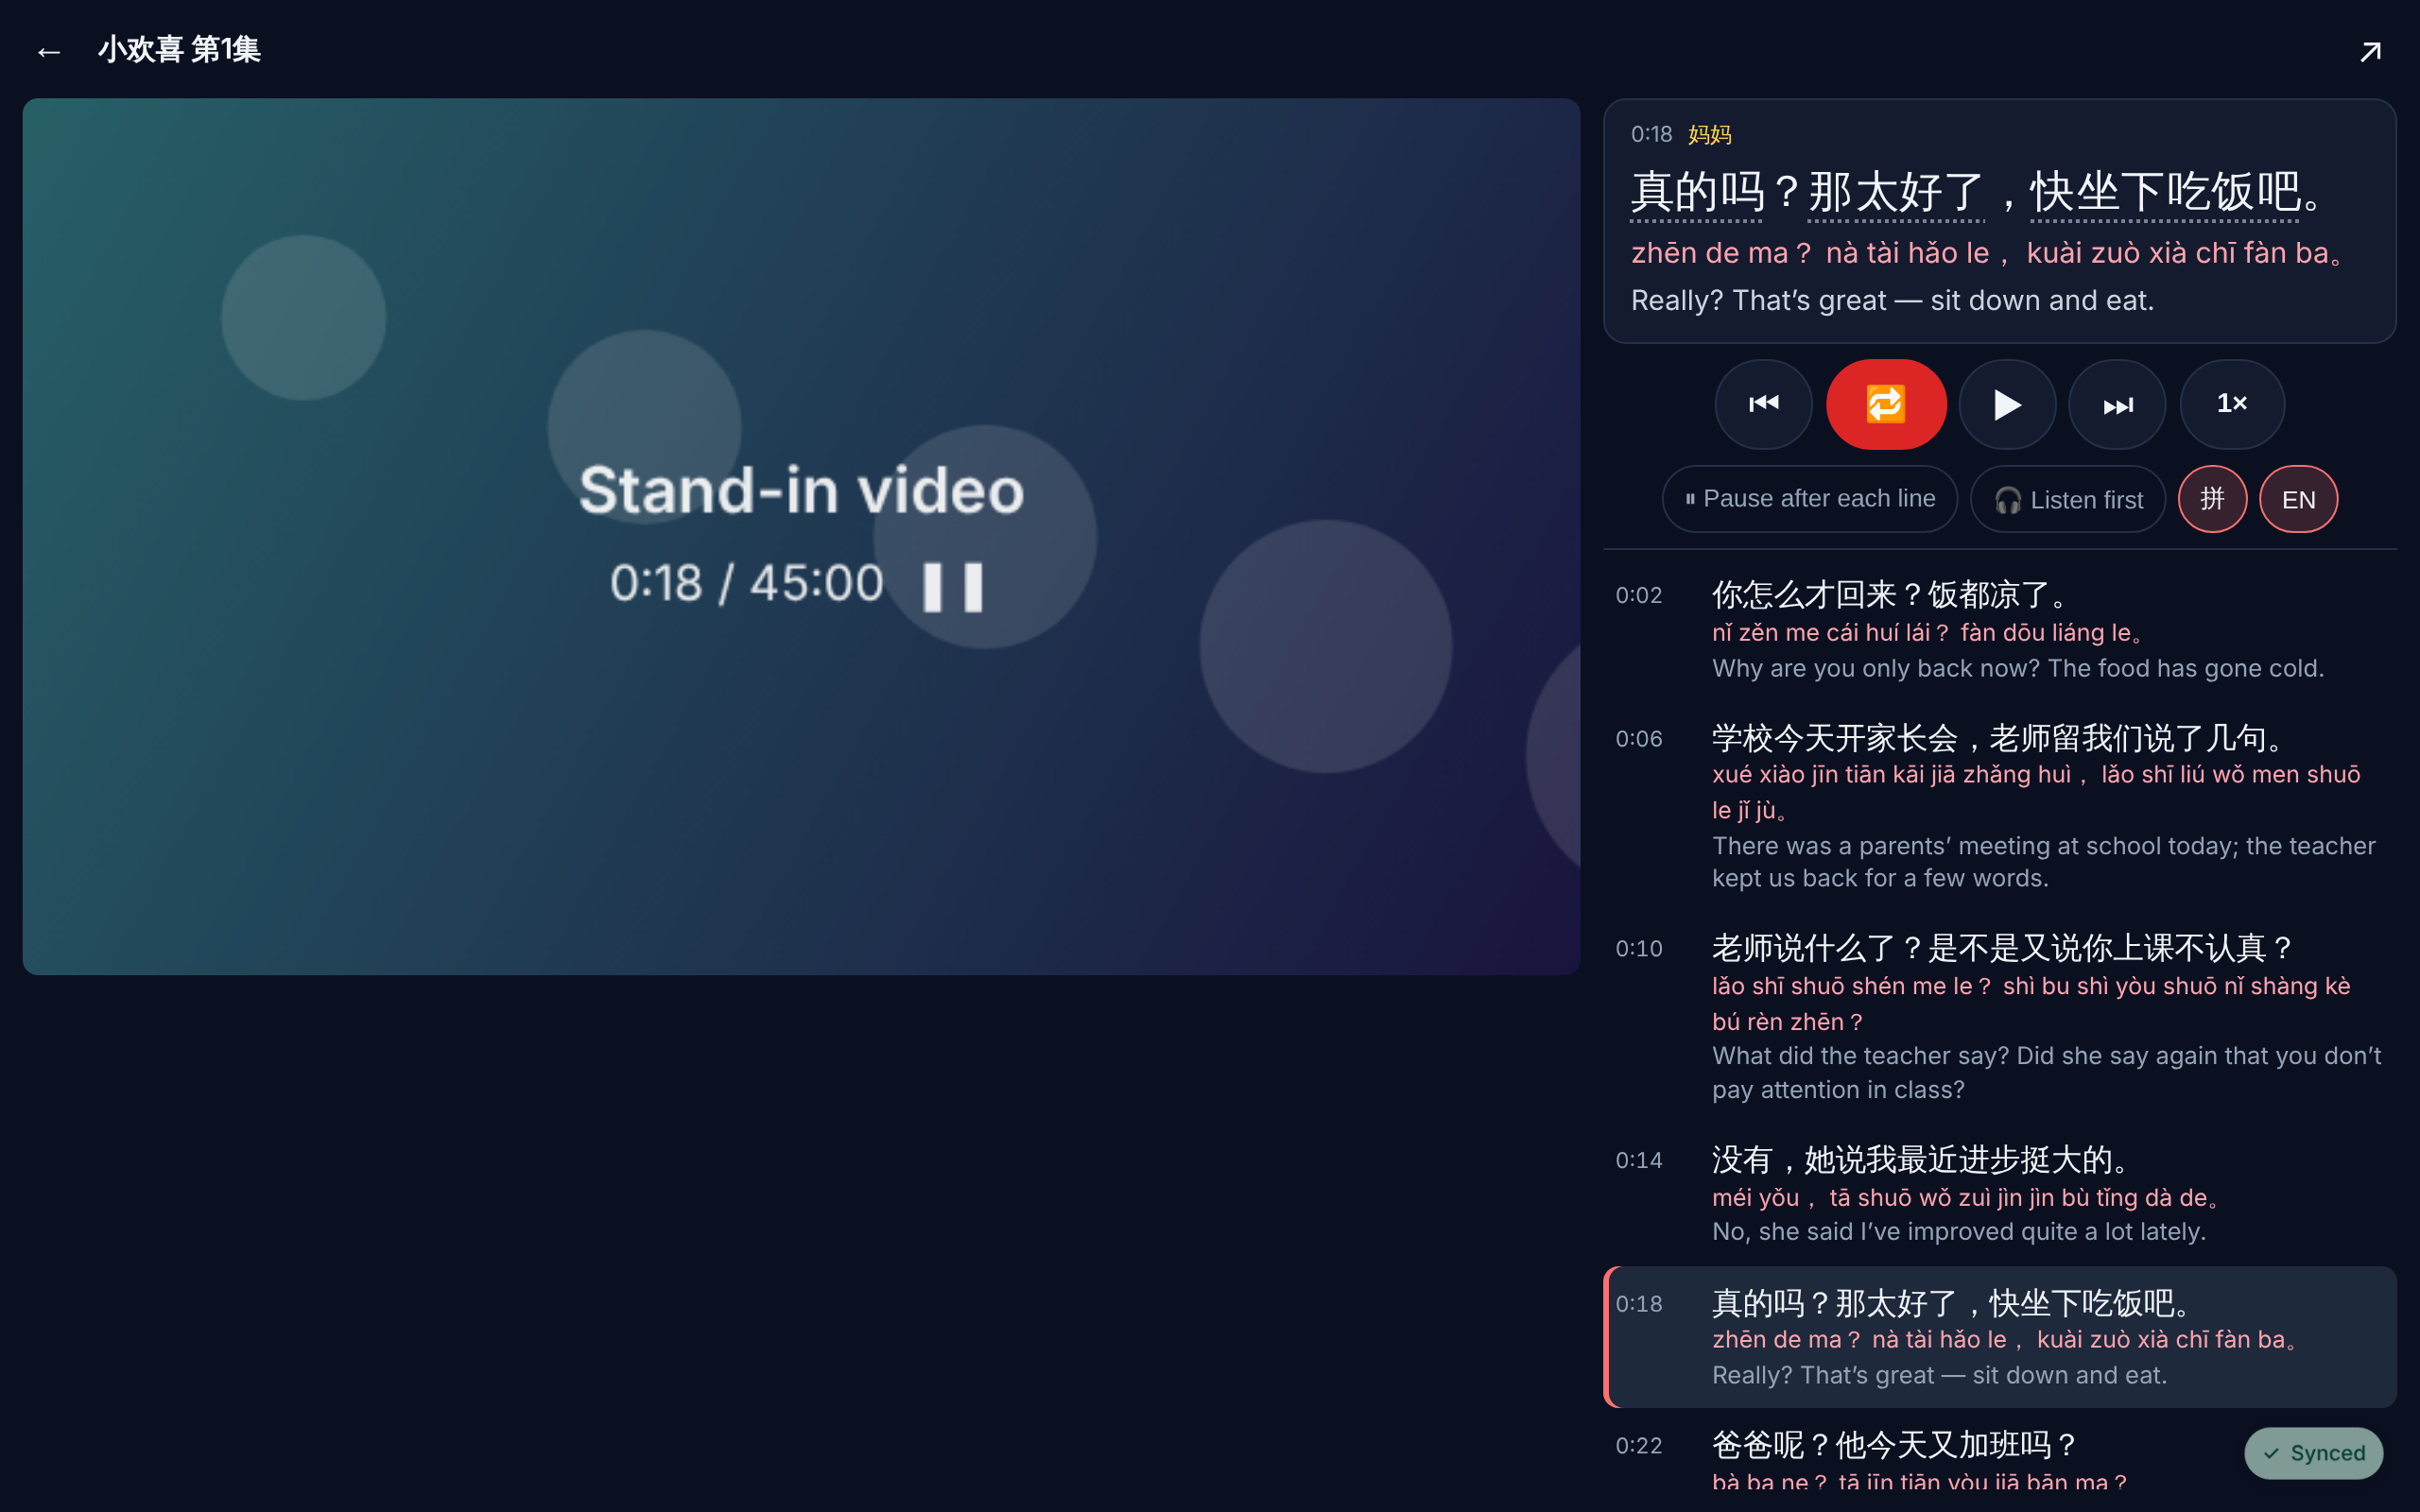 ← 小欢喜 第1集 ↗
Stand-in video
0:18 / 45:00 ❚❚
0:18 妈妈
真的吗？那太好了，快坐下吃饭吧。
zhēn de ma？ nà tài hǎo le， kuài zuò xià chī fàn ba。
Really? That’s great — sit down and eat.
⏮ 🔁 ▶ ⏭ 1×
⏸ Pause after each line
🎧 Listen first
拼
EN
0:02
你怎么才回来？饭都凉了。
nǐ zěn me cái huí lái？ fàn dōu liáng le。
Why are you only back now? The food has gone cold.
0:06
学校今天开家长会，老师留我们说了几句。
xué xiào jīn tiān kāi jiā zhǎng huì， lǎo shī liú wǒ men shuō
le jǐ jù。
There was a parents’ meeting at school today; the teacher
kept us back for a few words.
0:10
老师说什么了？是不是又说你上课不认真？
lǎo shī shuō shén me le？ shì bu shì yòu shuō nǐ shàng kè
bú rèn zhēn？
What did the teacher say? Did she say again that you don’t
pay attention in class?
0:14
没有，她说我最近进步挺大的。
méi yǒu， tā shuō wǒ zuì jìn jìn bù tǐng dà de。
No, she said I’ve improved quite a lot lately.
0:18
真的吗？那太好了，快坐下吃饭吧。
zhēn de ma？ nà tài hǎo le， kuài zuò xià chī fàn ba。
Really? That’s great — sit down and eat.
0:22
爸爸呢？他今天又加班吗？
bà ba ne？ tā jīn tiān yòu jiā bān ma？
✓ Synced